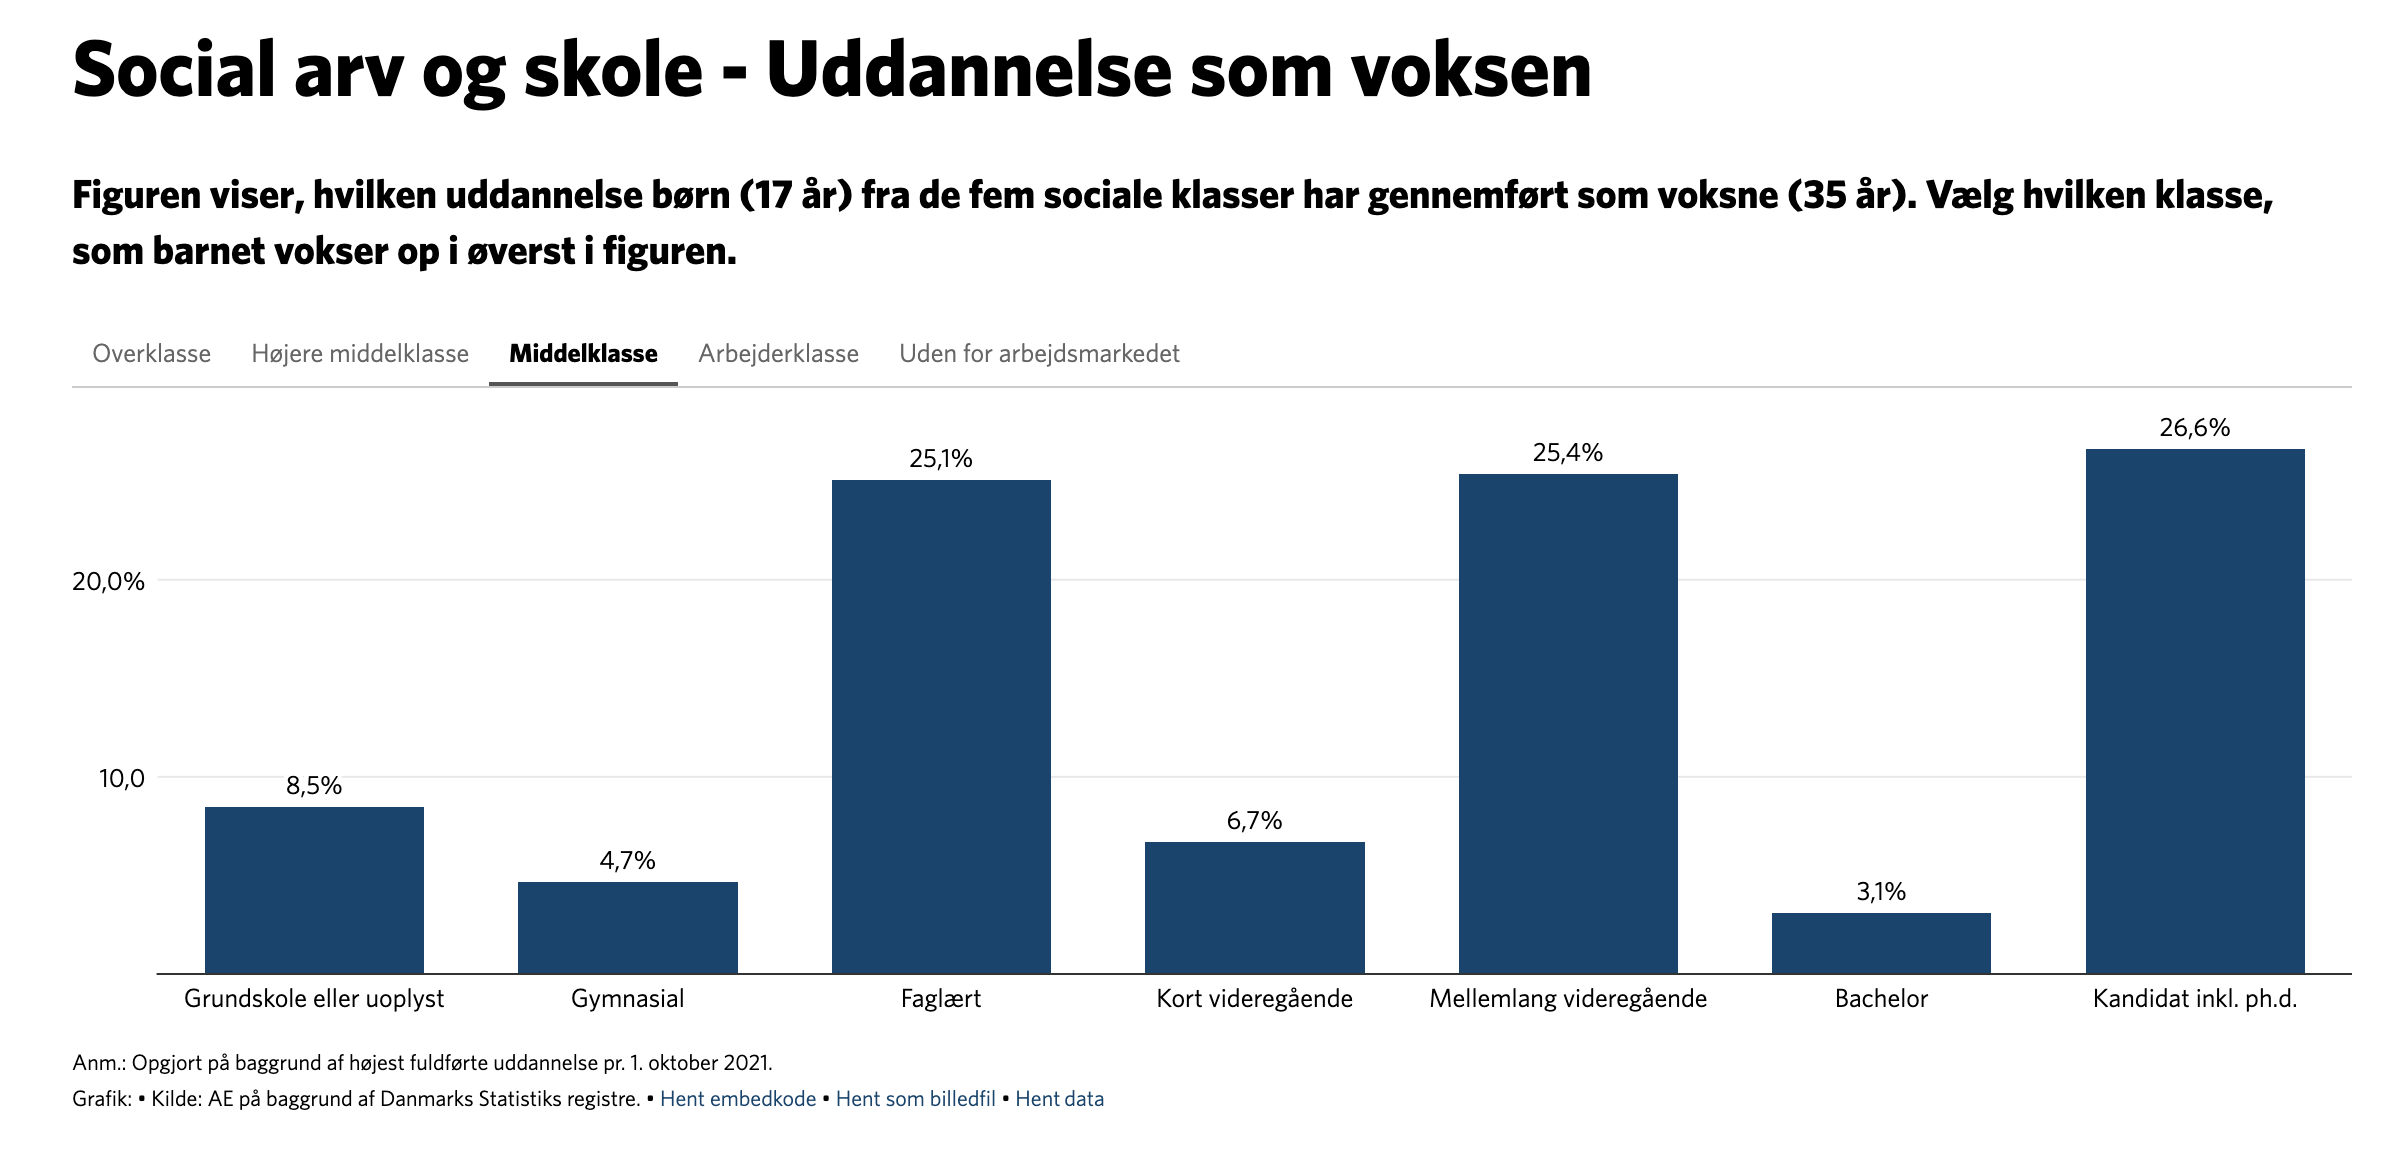 Social arv og skole - Uddannelse som voksen
Figuren viser, hvilken uddannelse børn (17 år) fra de fem sociale klasser har gennemført som voksne (35 år). Vælg hvilken klasse,
som barnet vokser op i øverst i figuren.
Overklasse Højere middelklasse Middelklasse Arbejderklasse Uden for arbejdsmarkedet
26,6%
25,4%
25,1%
20,0%
10,0
8,5%
6,7%
4,7%
3,1%
Grundskole eller uoplyst Gymnasial Faglært Kort videregående Mellemlang videregående Bachelor Kandidat inkl. ph.d.
Anm.: Opgjort på baggrund af højest fuldførte uddannelse pr. 1. oktober 2021.
Grafik: • Kilde: AE på baggrund af Danmarks Statistiks registre. • Hent embedkode • Hent som billedfil • Hent data